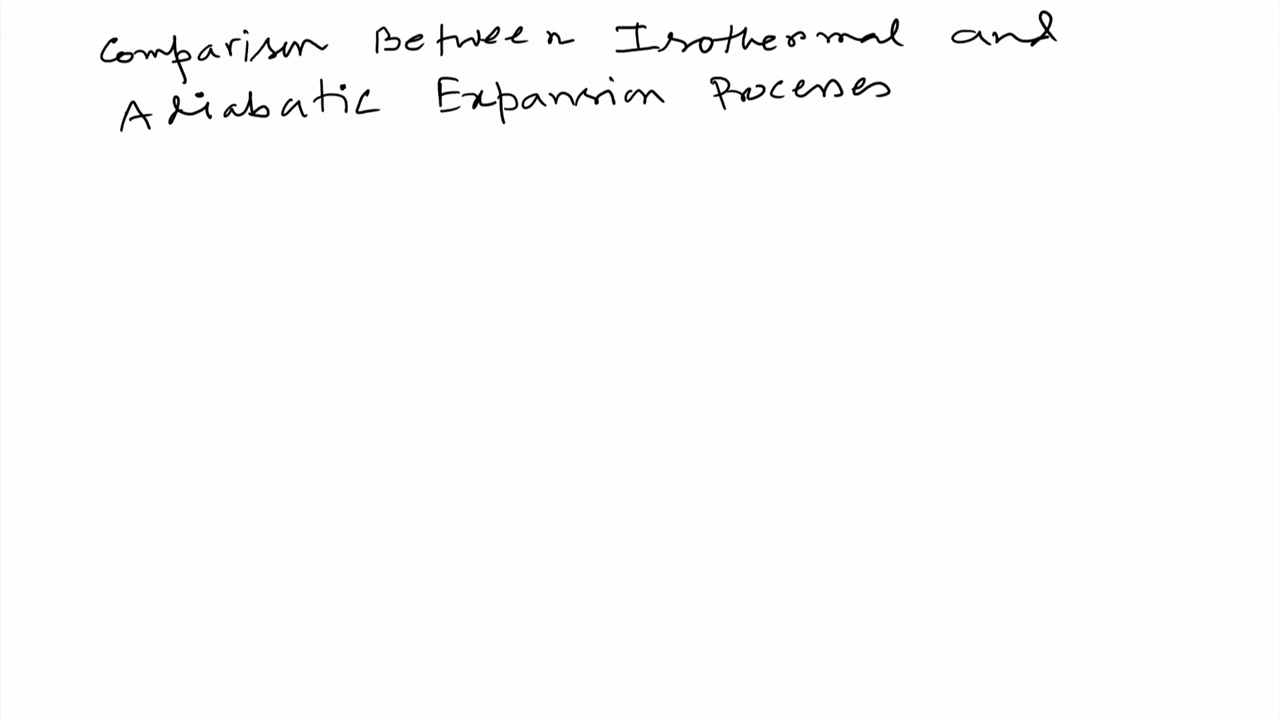 Comparison Between Isothermal and
Adiabatic Expansion Processes